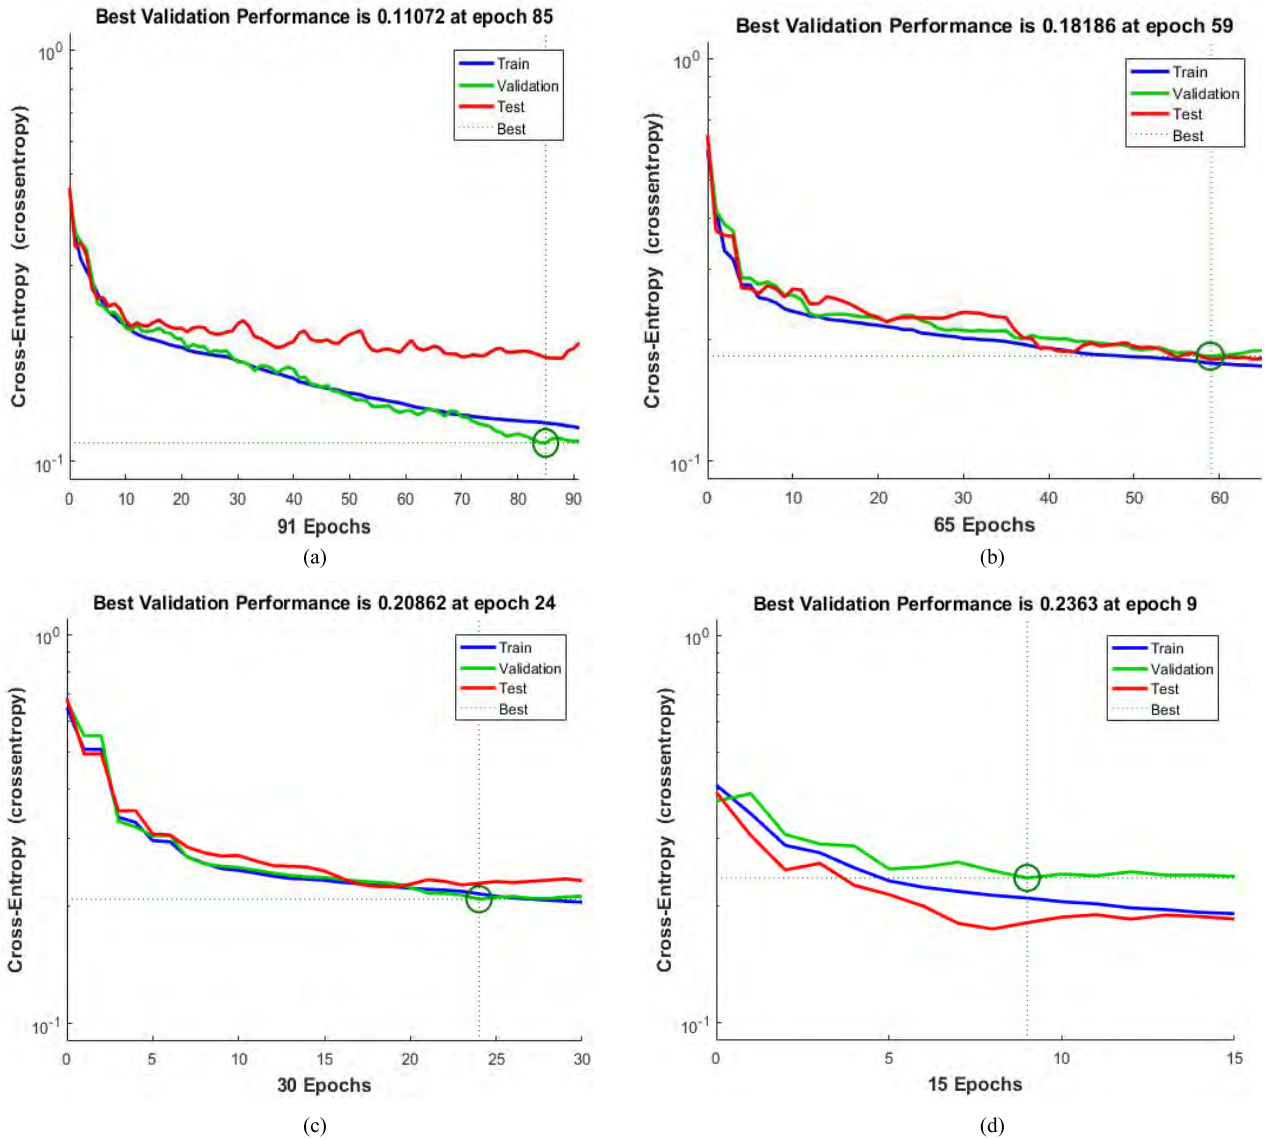 Best Validation Performance is 0.11072 at epoch 85
10^0
Train
Validation
Test
Best
Cross-Entropy (crossentropy)
10^-1
0 10 20 30 40 50 60 70 80 90
91 Epochs
(a)
Best Validation Performance is 0.18186 at epoch 59
10^0
Train
Validation
Test
Best
Cross-Entropy (crossentropy)
10^-1
0 10 20 30 40 50 60
65 Epochs
(b)
Best Validation Performance is 0.20862 at epoch 24
10^0
Train
Validation
Test
Best
Cross-Entropy (crossentropy)
10^-1
0 5 10 15 20 25 30
30 Epochs
(c)
Best Validation Performance is 0.2363 at epoch 9
10^0
Train
Validation
Test
Best
Cross-Entropy (crossentropy)
10^-1
0 5 10 15
15 Epochs
(d)